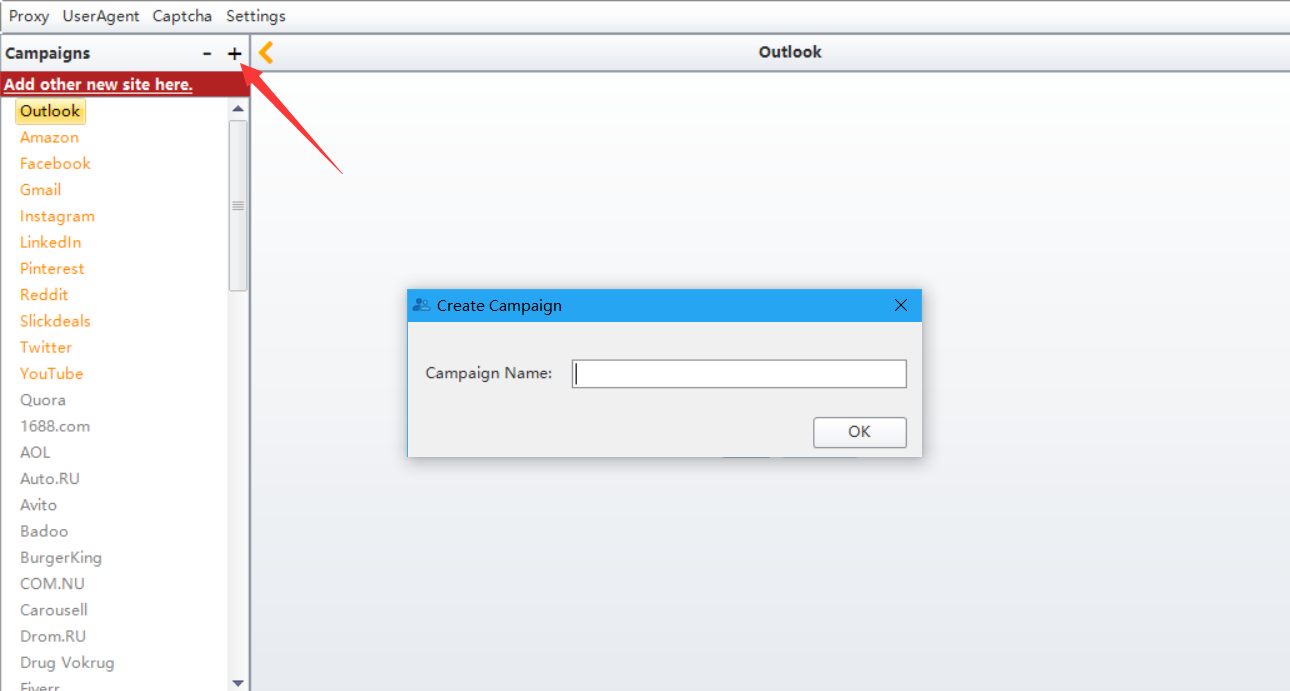 Proxy UserAgent Captcha Settings
Campaigns - +
Outlook
Add other new site here.
Outlook
Amazon
Facebook
Gmail
Instagram
LinkedIn
Pinterest
Reddit
Slickdeals
Twitter
YouTube
Quora
1688.com
AOL
Auto.RU
Avito
Badoo
BurgerKing
COM.NU
Carousell
Drom.RU
Drug Vokrug
Fiverr
Create Campaign
Campaign Name:
OK